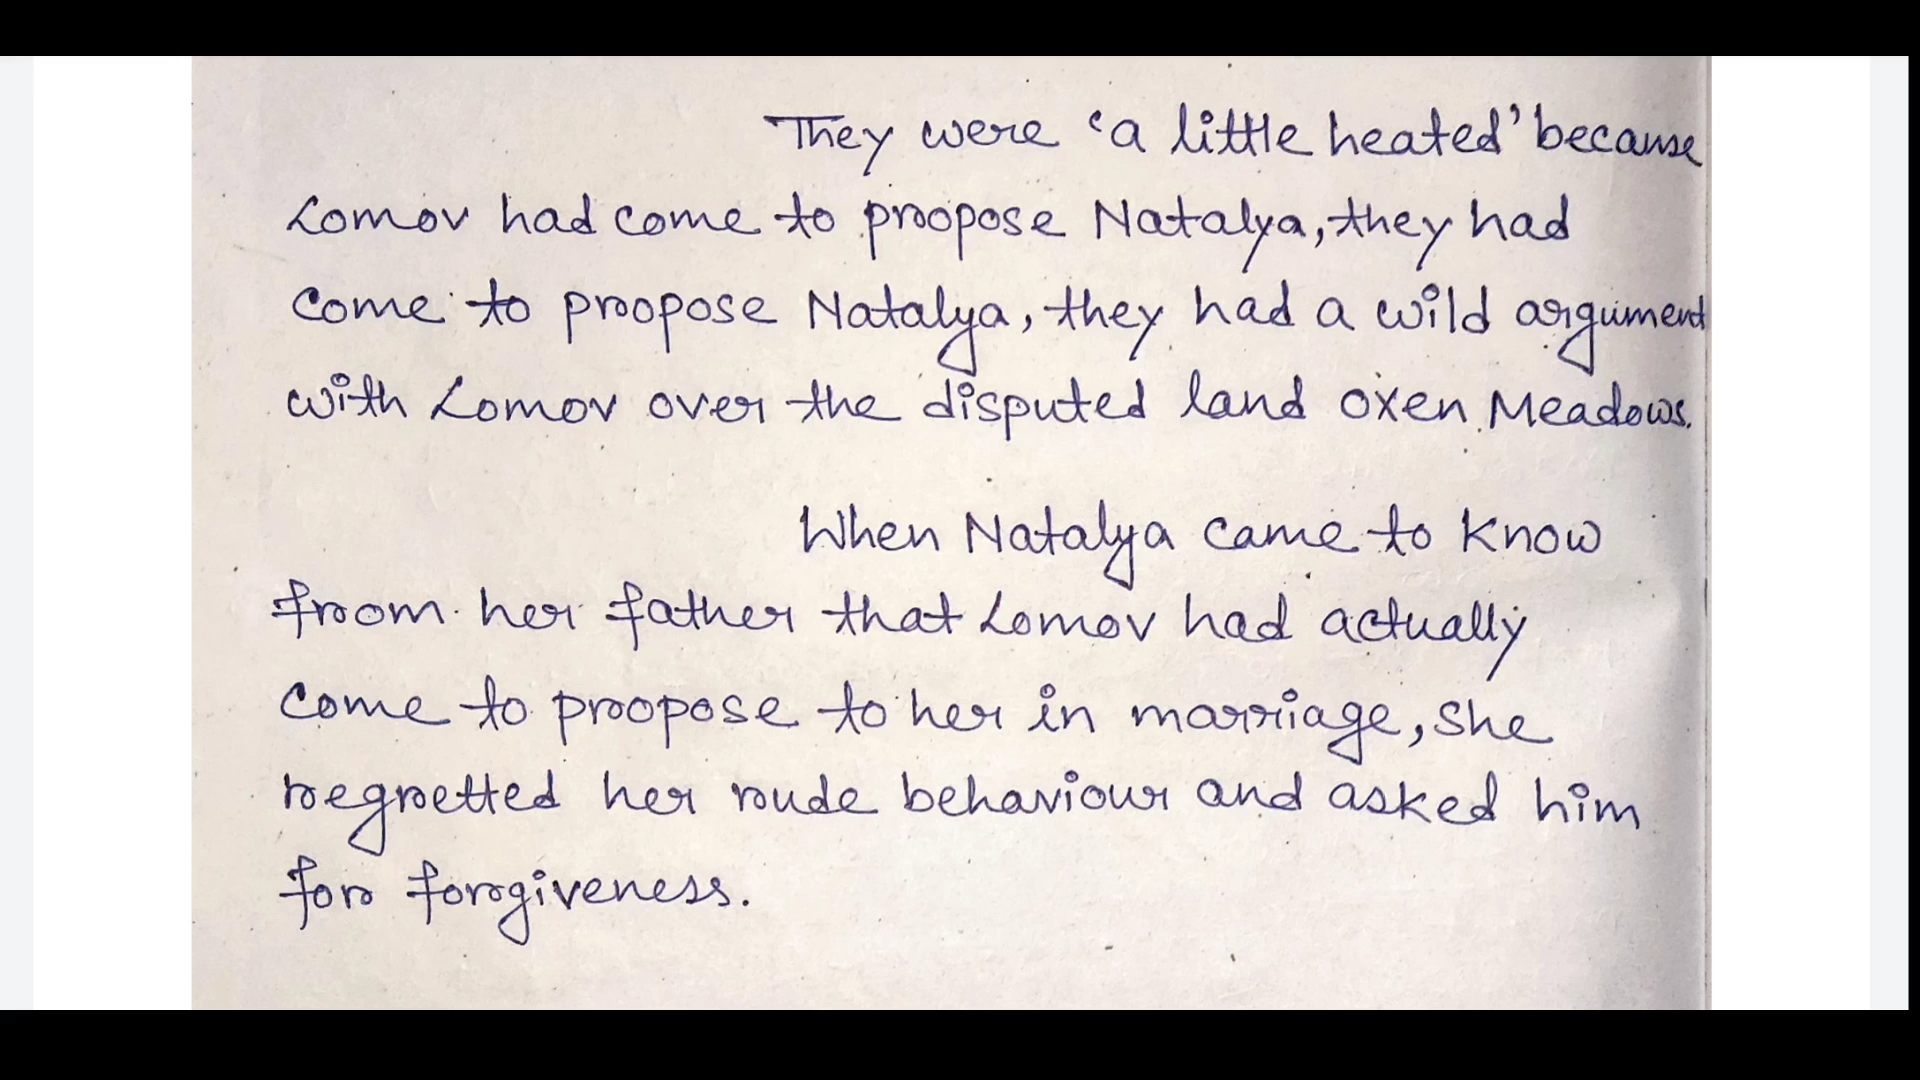 They were 'a little heated' because
Lomov had come to propose Natalya, they had
come to propose Natalya, they had a wild argument
with Lomov over the disputed land oxen Meadows.
When Natalya came to know
from her father that Lomov had actually
come to propose to her in marriage, she
regretted her rude behaviour and asked him
for forgiveness.